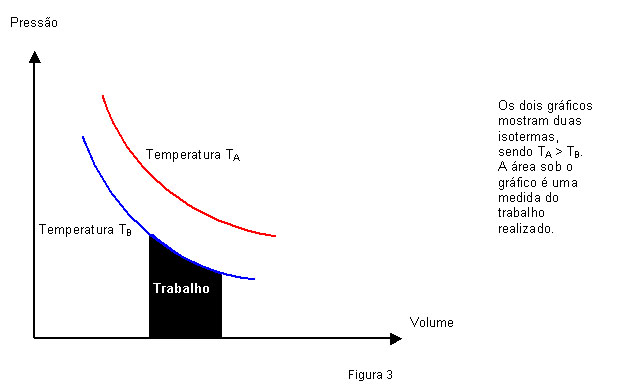 Pressão
Os dois gráficos
mostram duas
isotermas,
sendo TA > TB.
A área sob o
gráfico é uma
medida do
trabalho
realizado.
Temperatura TA
Temperatura TB
Trabalho
Volume
Figura 3